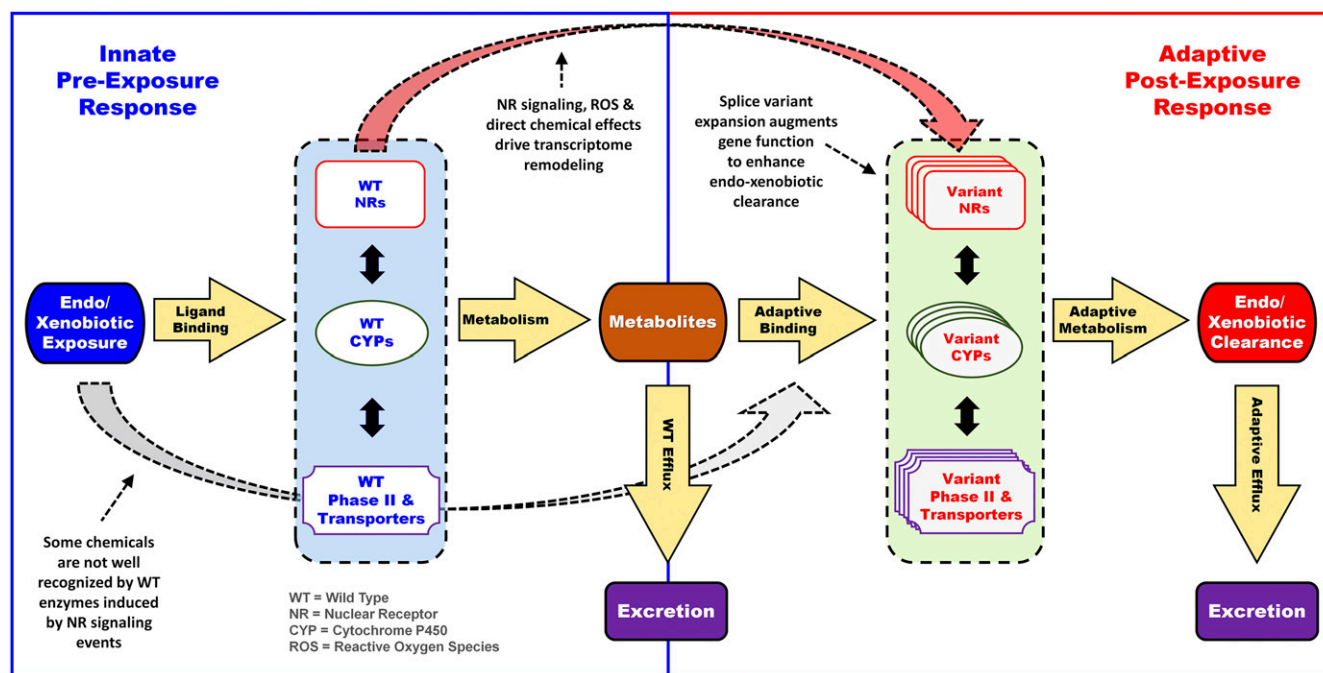 Innate
Pre-Exposure
Response
Adaptive
Post-Exposure
Response
NR signaling, ROS &
direct chemical effects
drive transcriptome
remodeling
Splice variant
expansion augments
gene function
to enhance
endo-xenobiotic
clearance
WT
NRs
Variant
NRs
Endo/
Xenobiotic
Exposure
Ligand
Binding
WT
CYPs
Metabolism
Metabolites
Adaptive
Binding
Variant
CYPs
Adaptive
Metabolism
Endo/
Xenobiotic
Clearance
WT Efflux
Adaptive Efflux
WT
Phase II &
Transporters
Variant
Phase II &
Transporters
Some chemicals
are not well
recognized by WT
enzymes induced
by NR signaling
events
WT = Wild Type
NR = Nuclear Receptor
CYP = Cytochrome P450
ROS = Reactive Oxygen Species
Excretion
Excretion